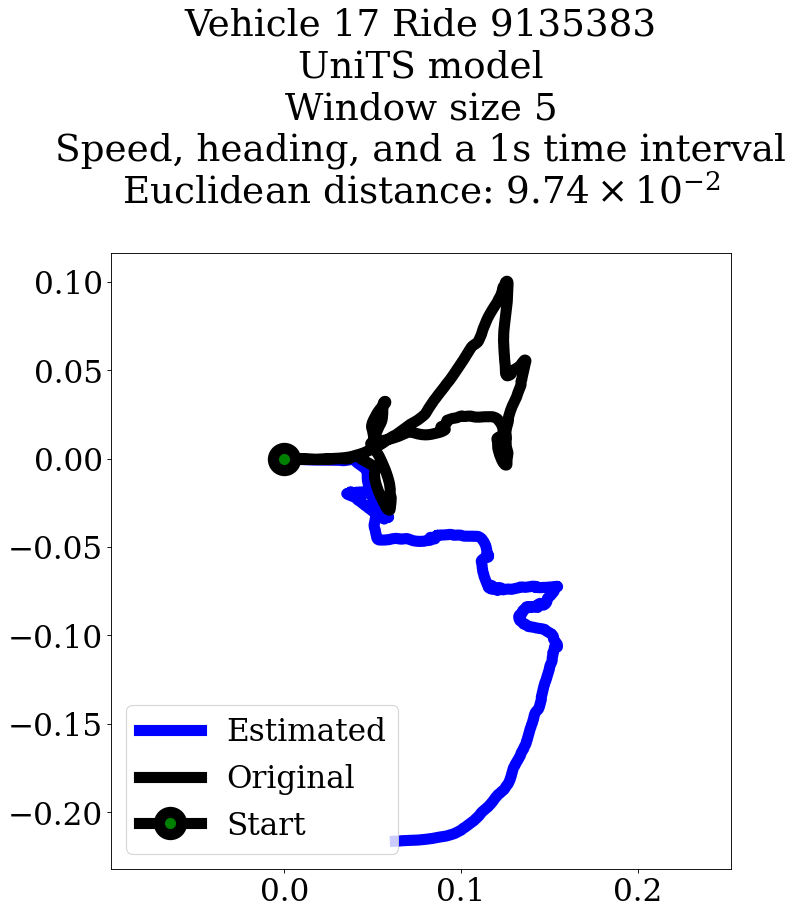 Vehicle 17 Ride 9135383
UniTS model
Window size 5
Speed, heading, and a 1s time interval
Euclidean distance: 9.74 × 10⁻²
0.10
0.05
0.00
−0.05
−0.10
−0.15
−0.20
Estimated
Original
Start
0.0
0.1
0.2